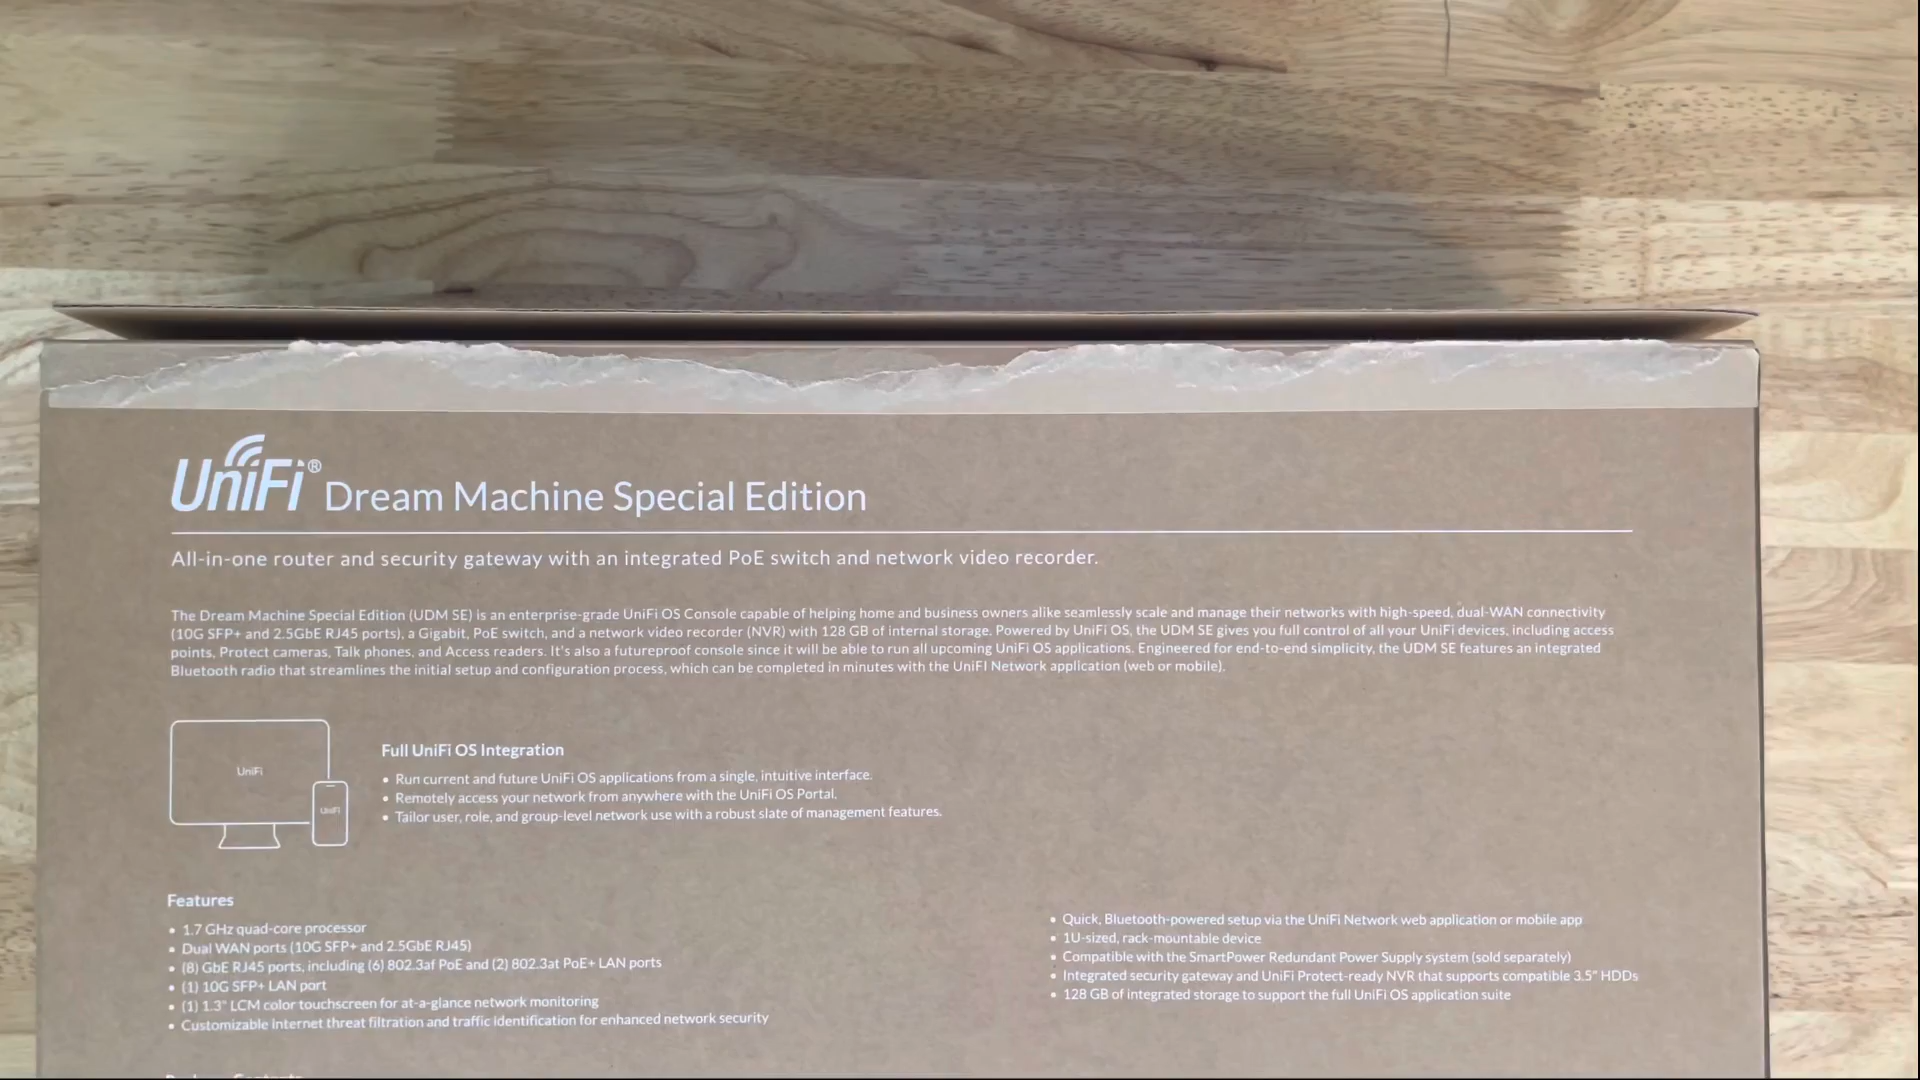 UniFi® Dream Machine Special Edition
All-in-one router and security gateway with an integrated PoE switch and network video recorder.
The Dream Machine Special Edition (UDM SE) is an enterprise-grade UniFi OS Console capable of helping home and business owners alike seamlessly scale and manage their networks with high-speed, dual-WAN connectivity
(10G SFP+ and 2.5GbE RJ45 ports), a Gigabit, PoE switch, and a network video recorder (NVR) with 128 GB of internal storage. Powered by UniFi OS, the UDM SE gives you full control of all your UniFi devices, including access
points, Protect cameras, Talk phones, and Access readers. It's also a futureproof console since it will be able to run all upcoming UniFi OS applications. Engineered for end-to-end simplicity, the UDM SE features an integrated
Bluetooth radio that streamlines the initial setup and configuration process, which can be completed in minutes with the UniFI Network application (web or mobile).
UniFi
UniFi
Full UniFi OS Integration
• Run current and future UniFi OS applications from a single, intuitive interface.
• Remotely access your network from anywhere with the UniFi OS Portal.
• Tailor user, role, and group-level network use with a robust slate of management features.
Features
• 1.7 GHz quad-core processor
• Dual WAN ports (10G SFP+ and 2.5GbE RJ45)
• (8) GbE RJ45 ports, including (6) 802.3af PoE and (2) 802.3at PoE+ LAN ports
• (1) 10G SFP+ LAN port
• (1) 1.3" LCM color touchscreen for at-a-glance network monitoring
• Customizable internet threat filtration and traffic identification for enhanced network security
• Quick, Bluetooth-powered setup via the UniFi Network web application or mobile app
• 1U-sized, rack-mountable device
• Compatible with the SmartPower Redundant Power Supply system (sold separately)
• Integrated security gateway and UniFi Protect-ready NVR that supports compatible 3.5" HDDs
• 128 GB of integrated storage to support the full UniFi OS application suite